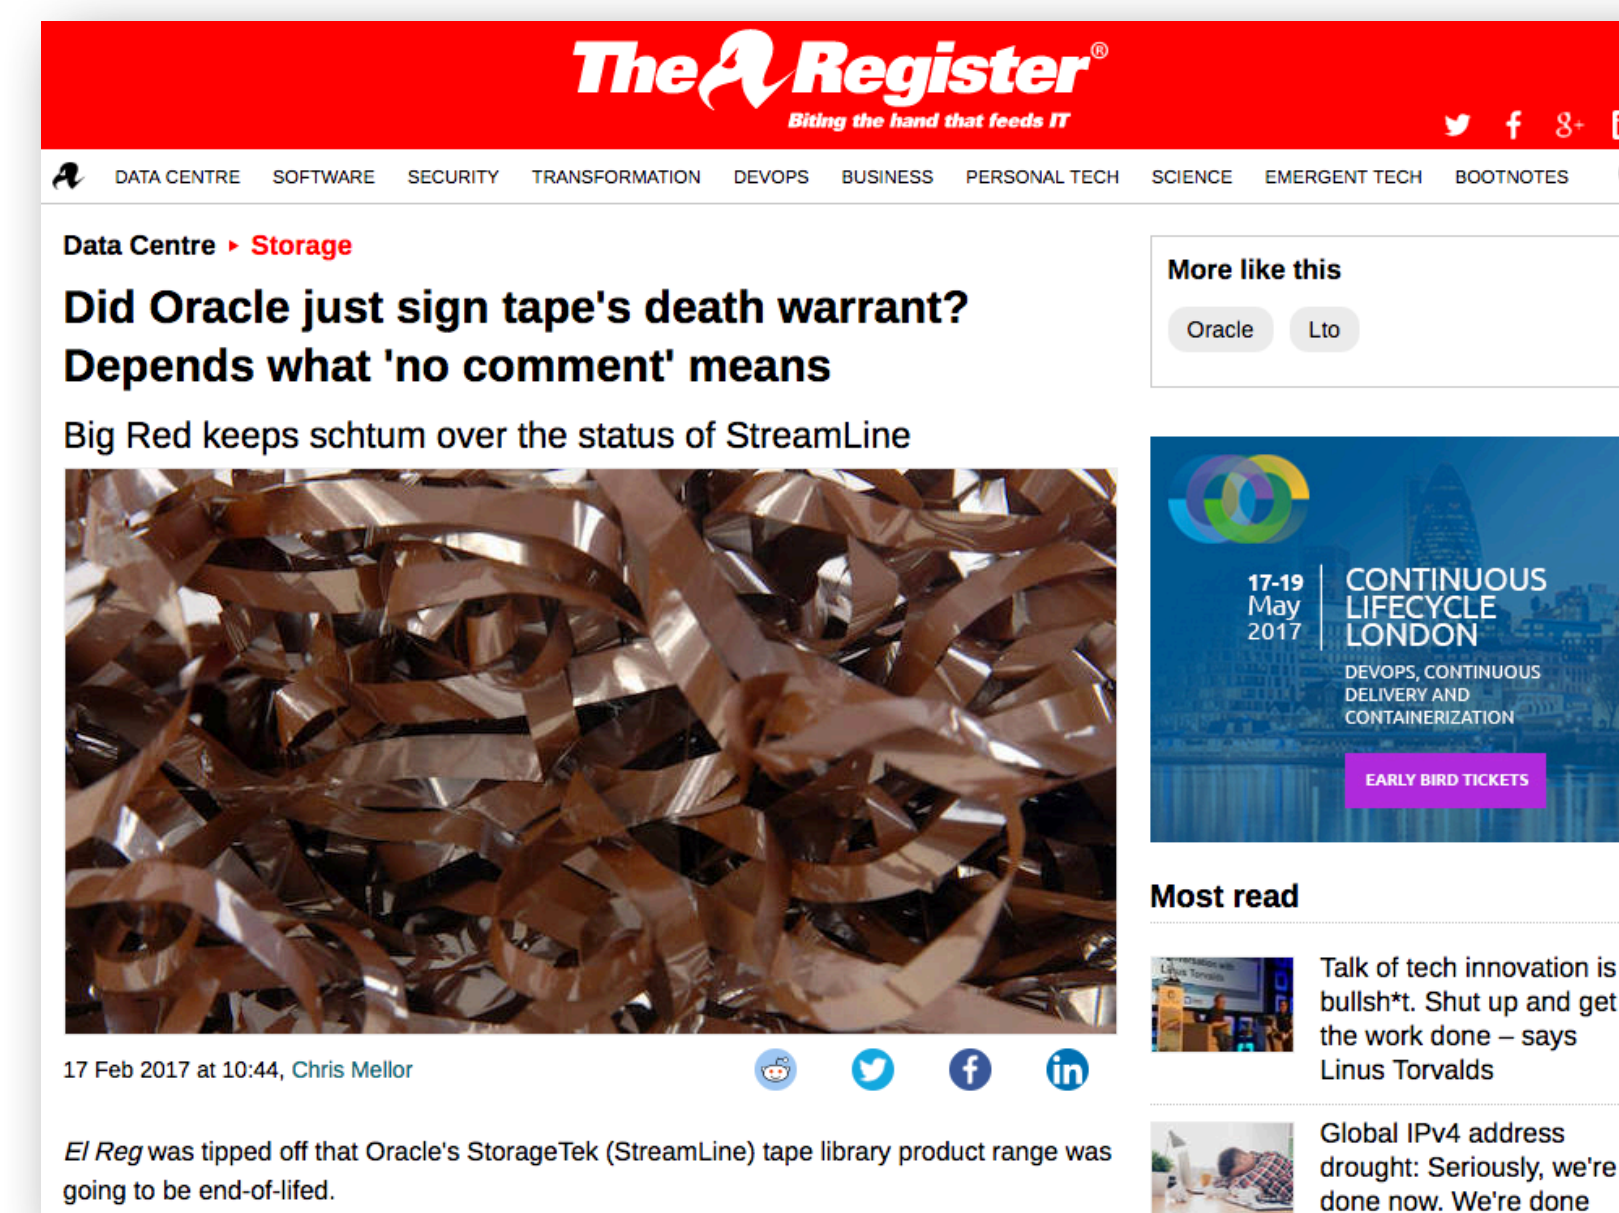 The Register®
Biting the hand that feeds IT
DATA CENTRE SOFTWARE SECURITY TRANSFORMATION DEVOPS BUSINESS PERSONAL TECH SCIENCE EMERGENT TECH BOOTNOTES
Data Centre ▸ Storage
Did Oracle just sign tape's death warrant?
Depends what 'no comment' means
Big Red keeps schtum over the status of StreamLine
17 Feb 2017 at 10:44, Chris Mellor
El Reg was tipped off that Oracle's StorageTek (StreamLine) tape library product range was
going to be end-of-lifed.
More like this
Oracle Lto
17-19
May
2017
CONTINUOUS
LIFECYCLE
LONDON
DEVOPS, CONTINUOUS
DELIVERY AND
CONTAINERIZATION
EARLY BIRD TICKETS
Most read
Talk of tech innovation is
bullsh*t. Shut up and get
the work done – says
Linus Torvalds
Global IPv4 address
drought: Seriously, we're
done now. We're done